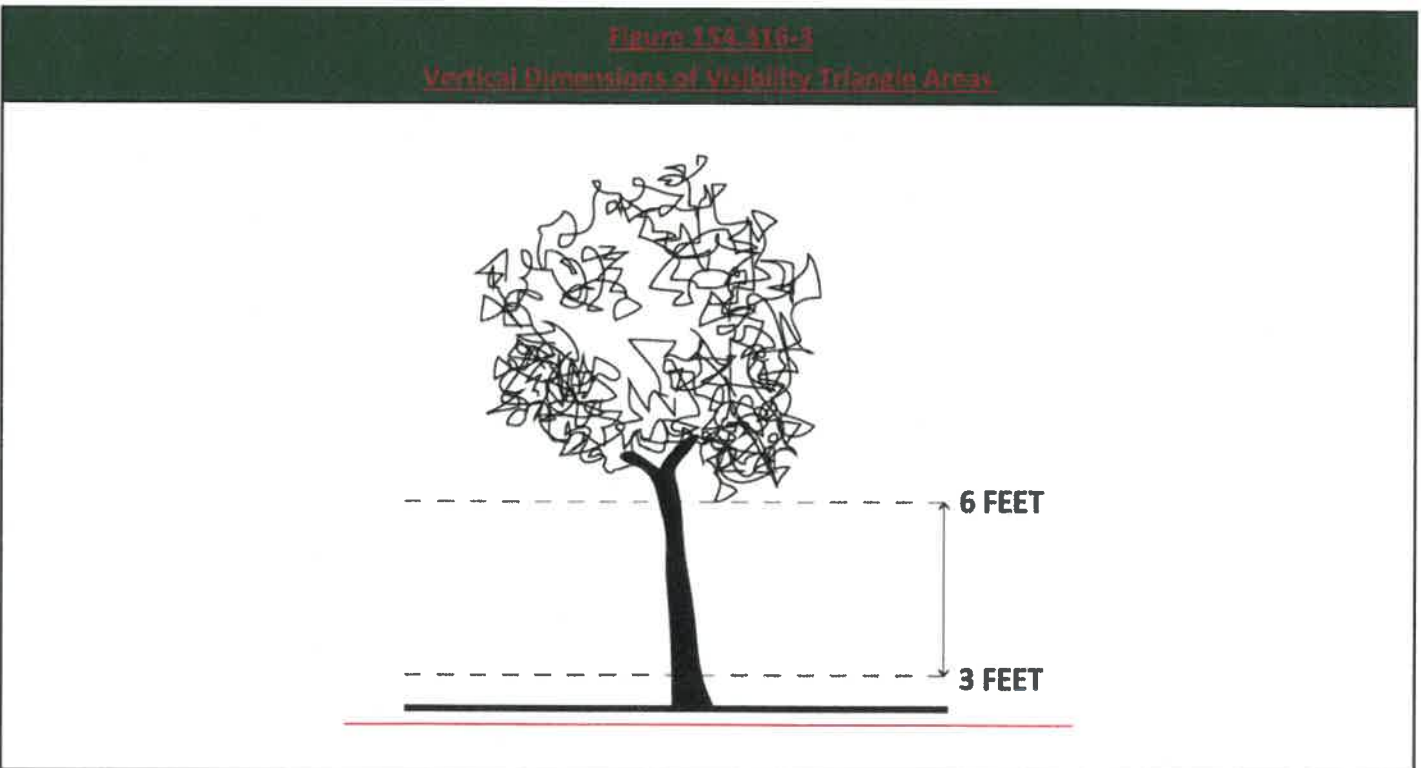 Figure 154.316-3
Vertical Dimensions of Visibility Triangle Areas
6 FEET
3 FEET